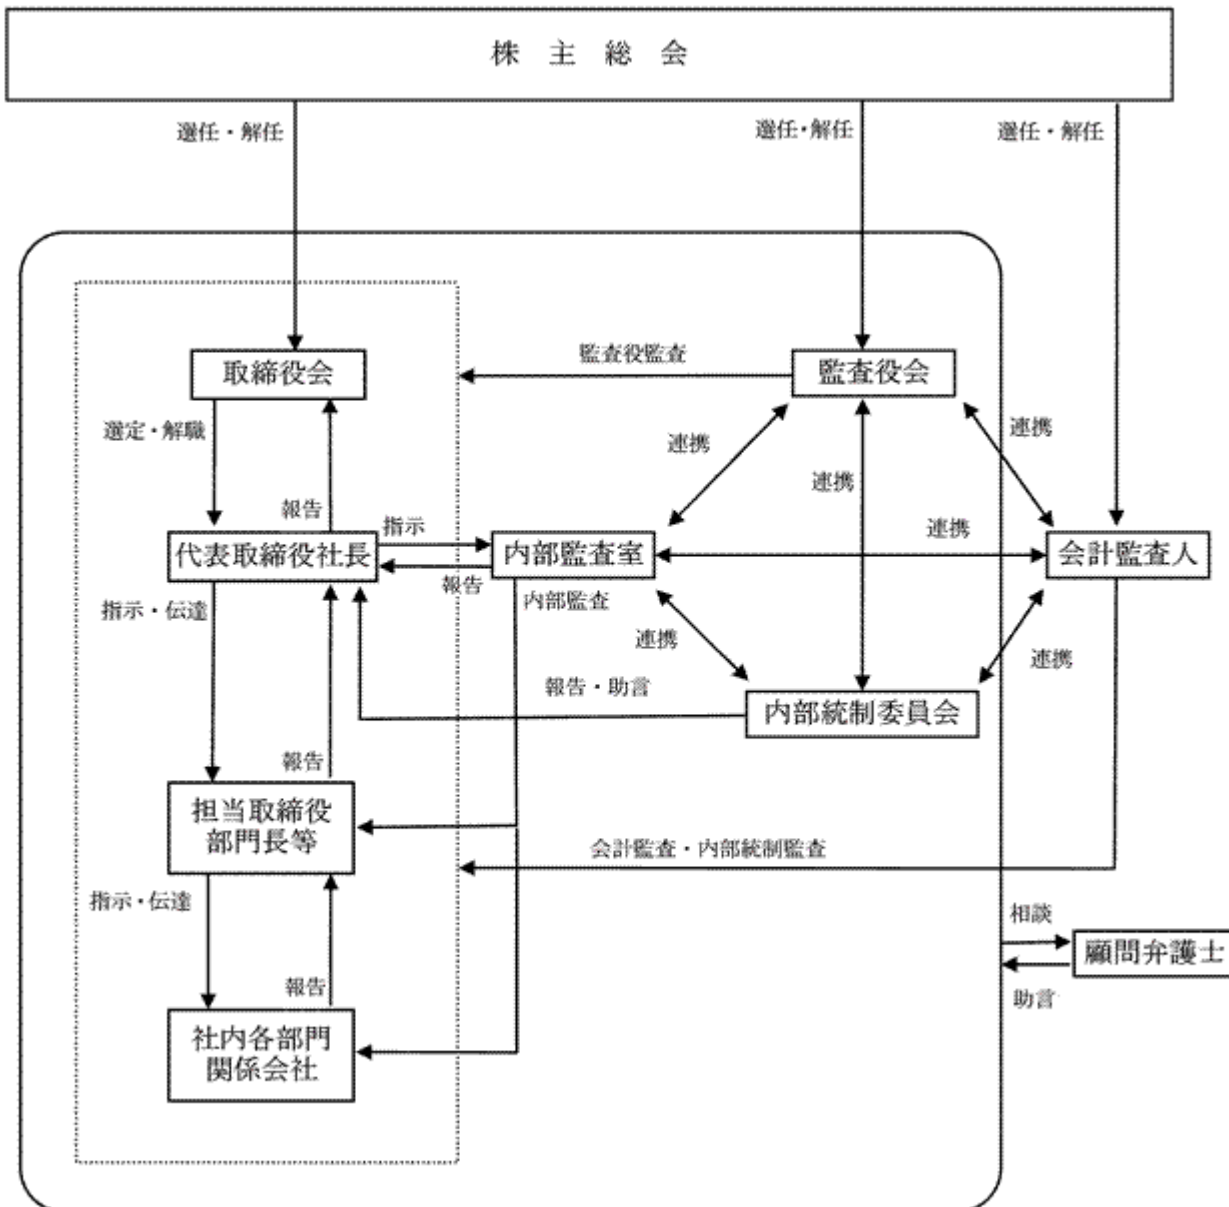 株主総会
選任・解任
選任・解任
選任・解任
取締役会
監査役監査
監査役会
選定・解職
連携
連携
連携
報告
指示
連携
代表取締役社長
内部監査室
会計監査人
報告
内部監査
指示・伝達
連携
連携
報告・助言
内部統制委員会
報告
担当取締役
部門長等
会計監査・内部統制監査
指示・伝達
相談
顧問弁護士
助言
報告
社内各部門
関係会社